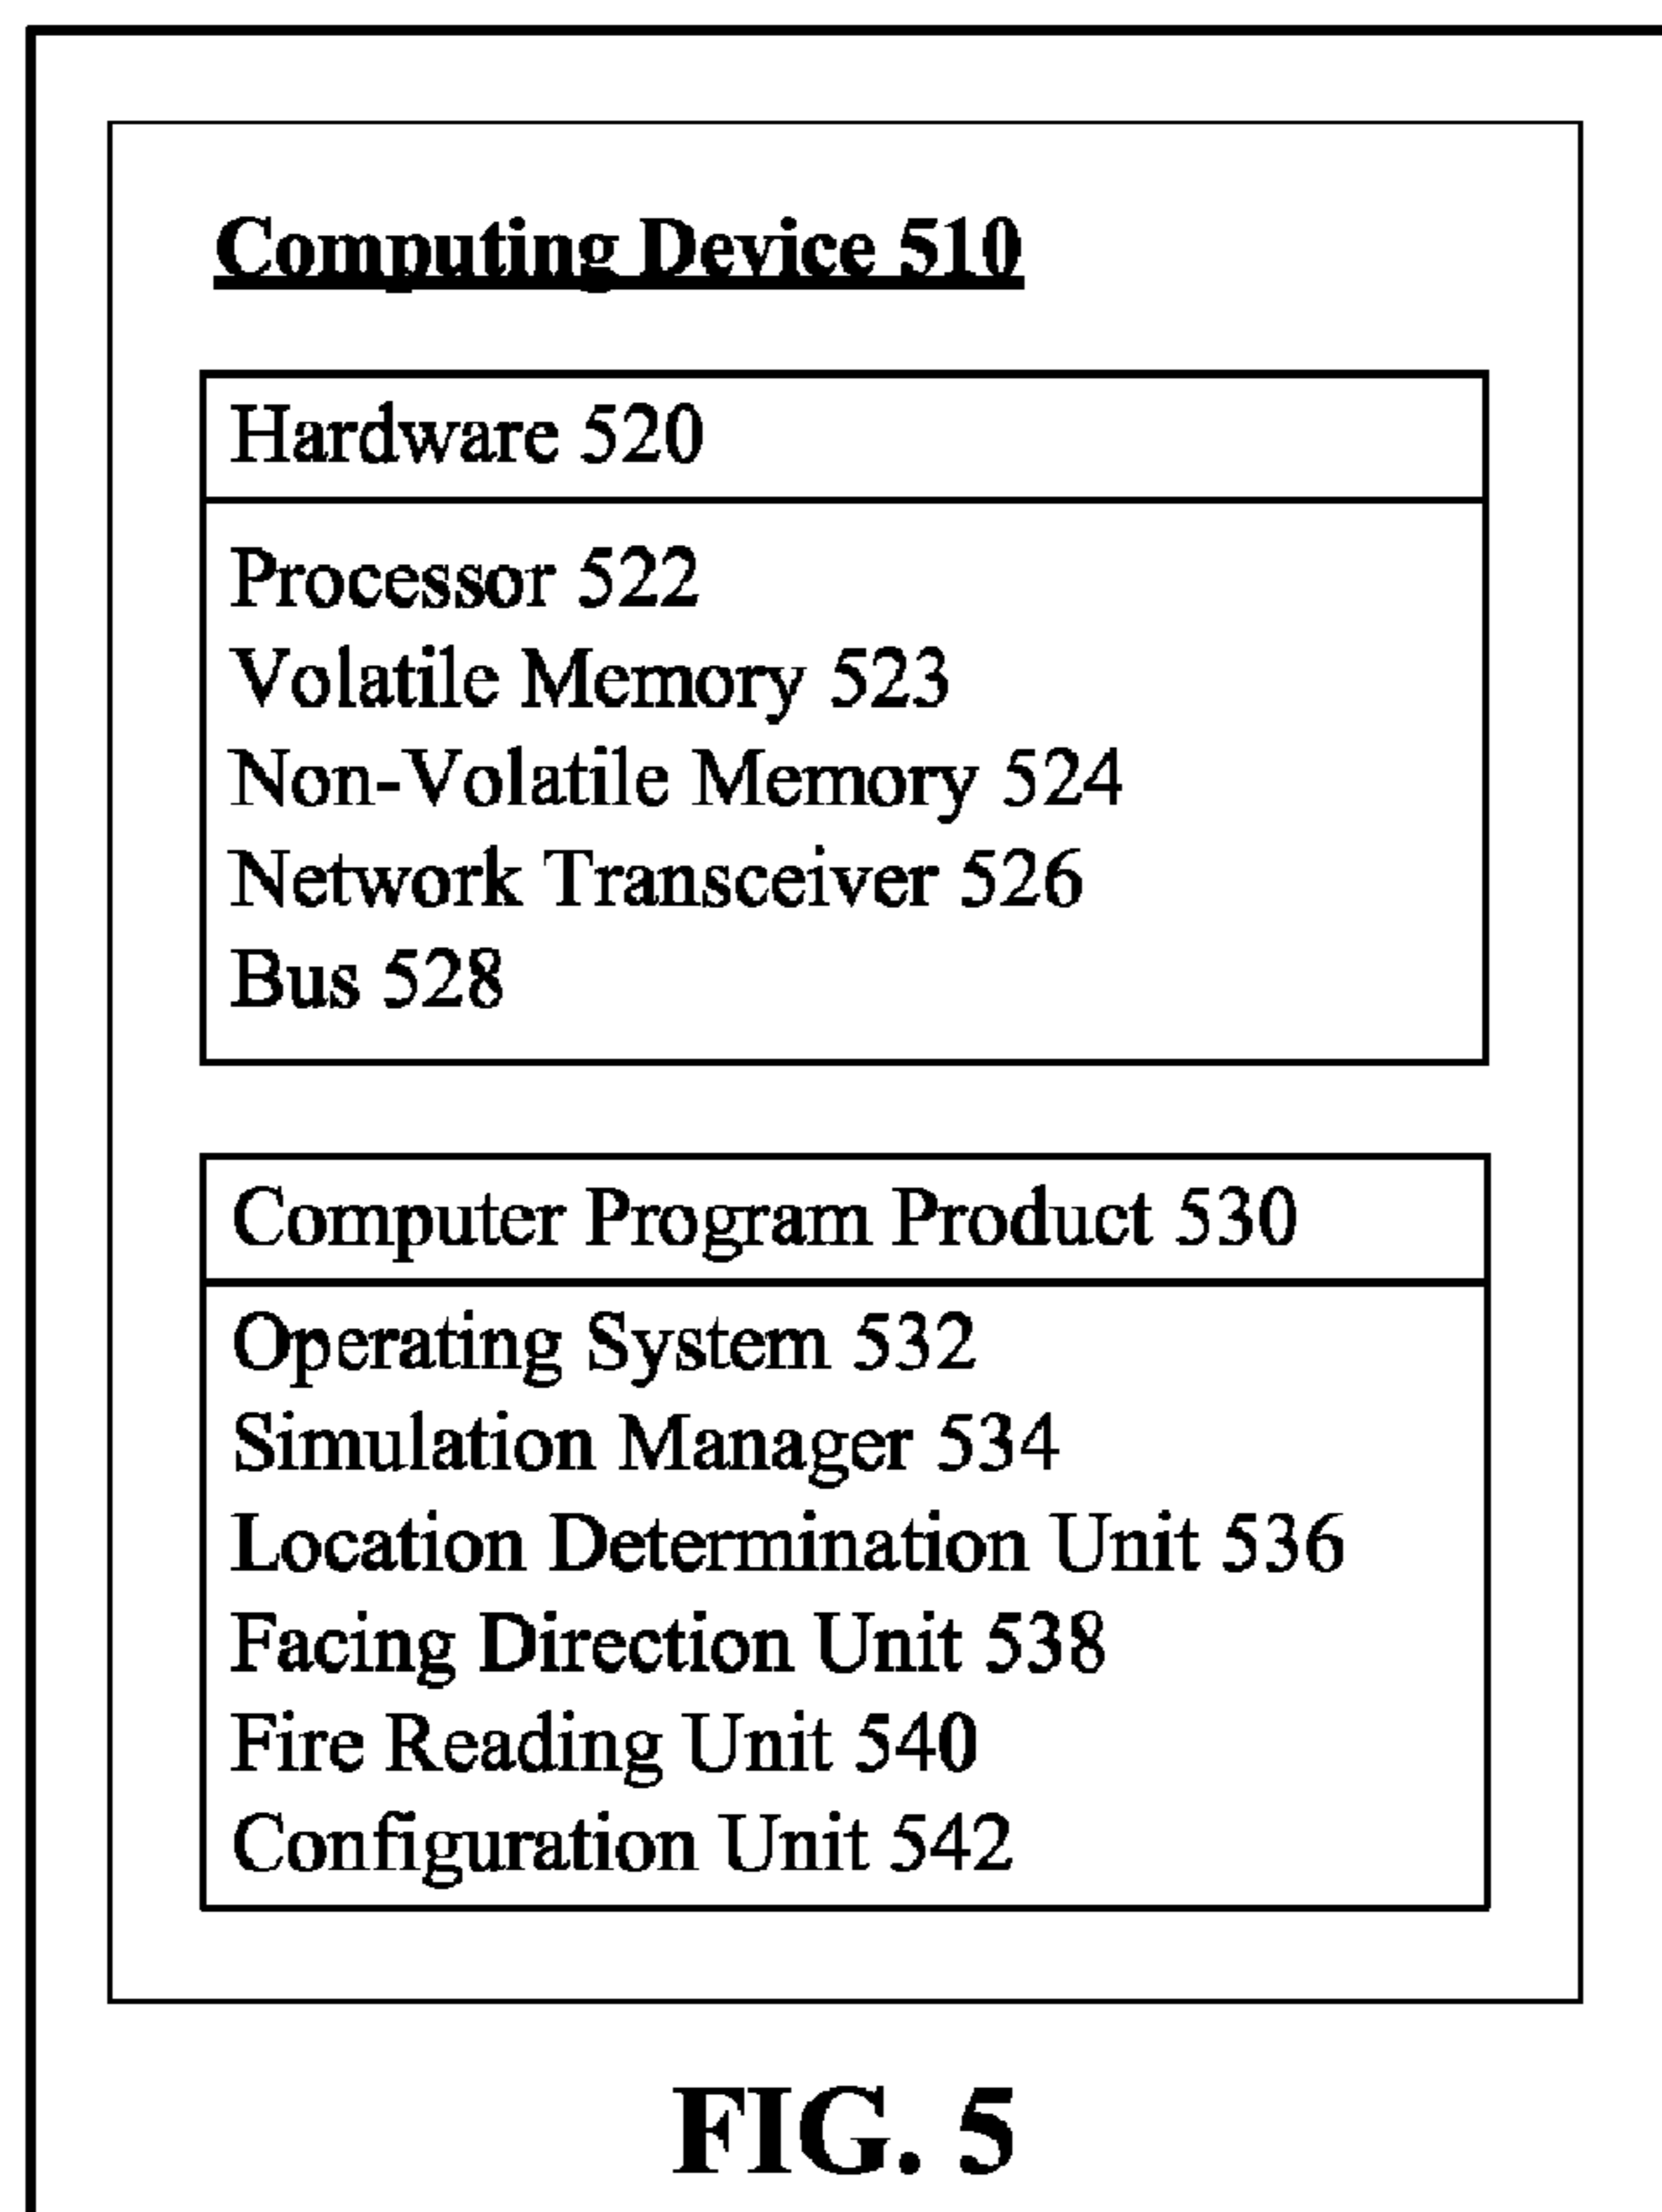 Computing Device 510
Hardware 520
Processor 522
Volatile Memory 523
Non-Volatile Memory 524
Network Transceiver 526
Bus 528
Computer Program Product 530
Operating System 532
Simulation Manager 534
Location Determination Unit 536
Facing Direction Unit 538
Fire Reading Unit 540
Configuration Unit 542
FIG. 5